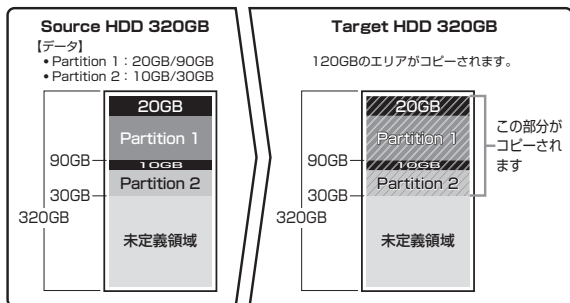 Source HDD 320GB
【データ】
• Partition 1：20GB/90GB
• Partition 2：10GB/30GB
20GB
Partition 1
90GB
10GB
Partition 2
30GB
320GB
未定義領域
Target HDD 320GB
120GBのエリアがコピーされます。
20GB
Partition 1
90GB
10GB
Partition 2
30GB
320GB
未定義領域
この部分が
コピーされ
ます